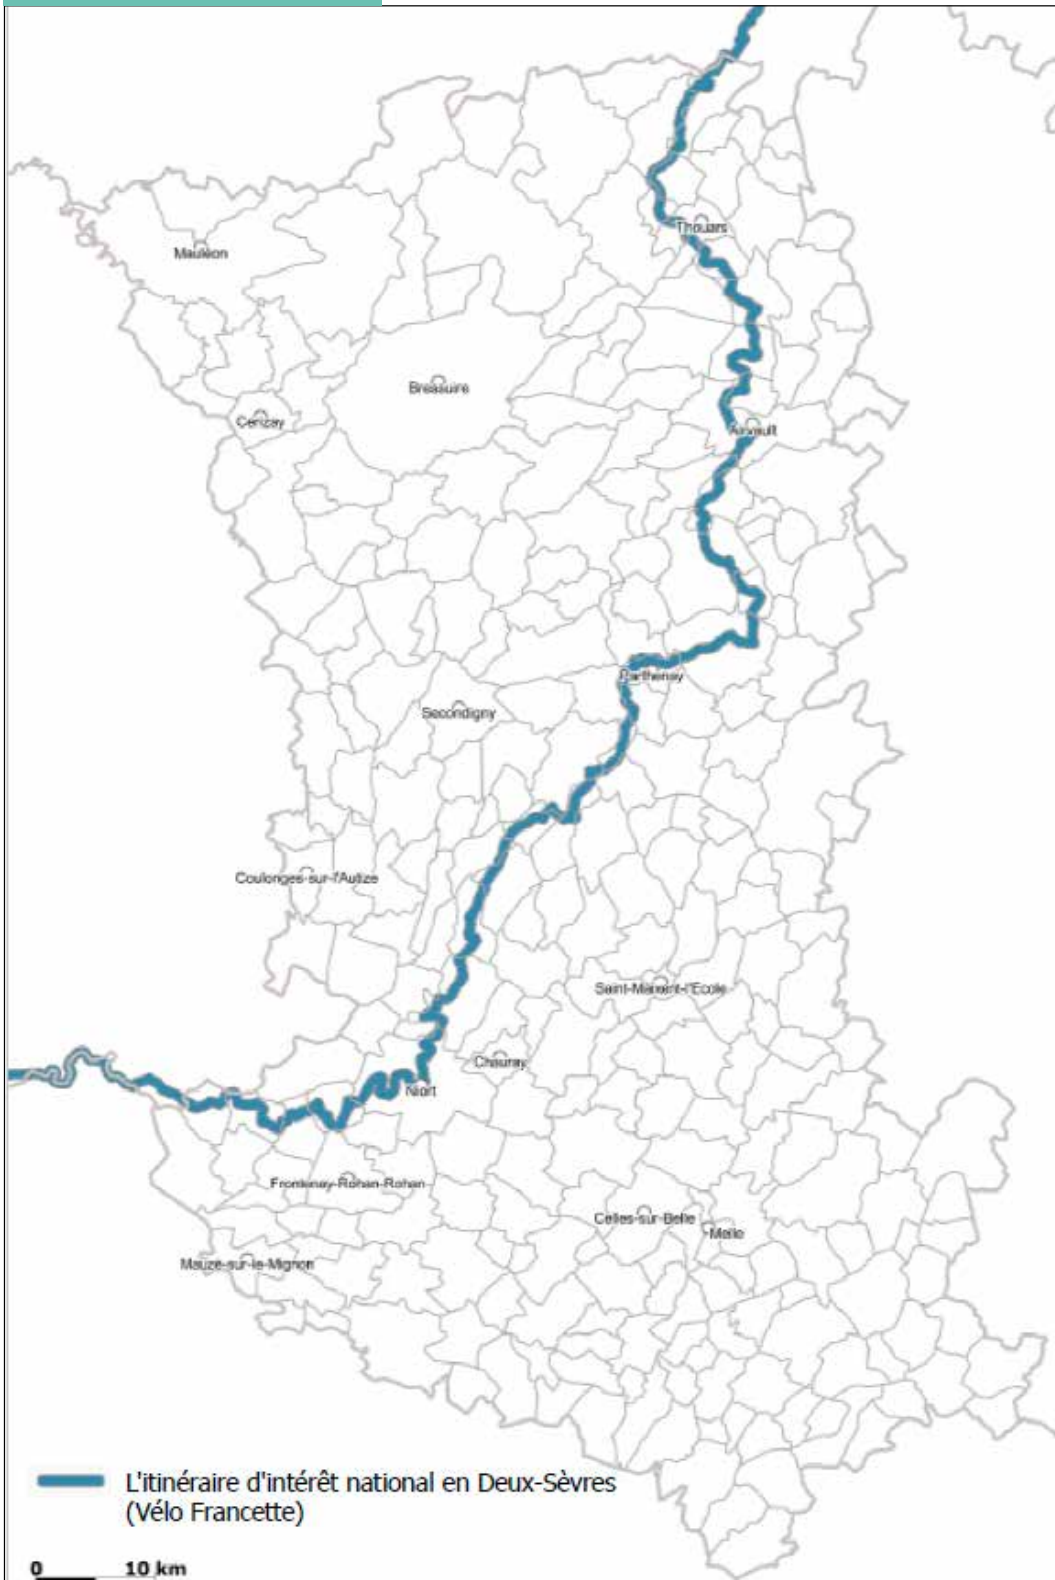 Thouars
Mauléon
Bressuire
Cerizay
Airvault
Parthenay
Secondigny
Coulonges-sur-l'Autize
Saint-Maixent-l'Ecole
Chauray
Niort
Frontenay-Rohan-Rohan
Celles-sur-Belle
Melle
Mauzé-sur-le-Mignon
L'itinéraire d'intérêt national en Deux-Sèvres
(Vélo Francette)
0 10 km